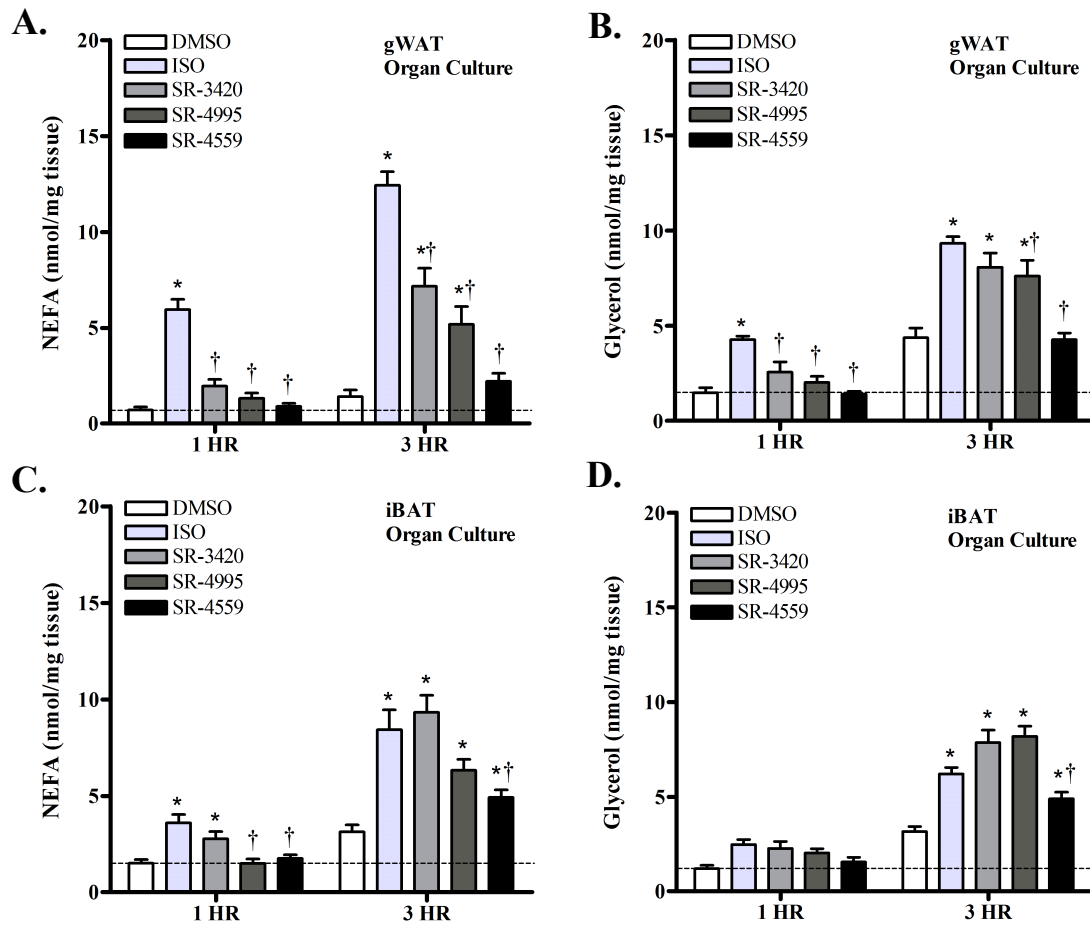 A.
20
15
10
5
0
NEFA (nmol/mg tissue)
DMSO
ISO
SR-3420
SR-4995
SR-4559
gWAT
Organ Culture
*
†
†
†
*
*†
*†
†
1 HR
3 HR
B.
20
15
10
5
0
Glycerol (nmol/mg tissue)
DMSO
ISO
SR-3420
SR-4995
SR-4559
gWAT
Organ Culture
*
†
†
†
*
*
*†
†
1 HR
3 HR
C.
20
15
10
5
0
NEFA (nmol/mg tissue)
DMSO
ISO
SR-3420
SR-4995
SR-4559
iBAT
Organ Culture
*
*
†
†
*
*
*
*†
1 HR
3 HR
D.
20
15
10
5
0
Glycerol (nmol/mg tissue)
DMSO
ISO
SR-3420
SR-4995
SR-4559
iBAT
Organ Culture
*
*
*
*†
1 HR
3 HR